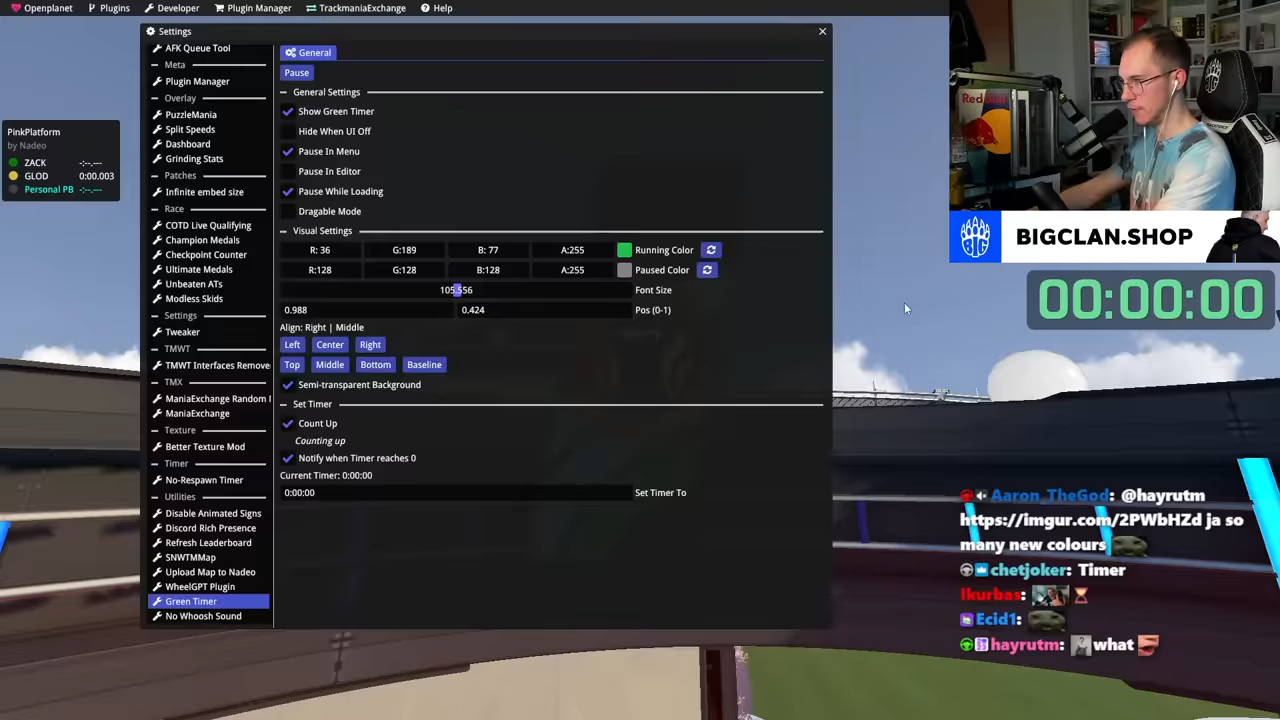 Openplanet Plugins Developer Plugin Manager TrackmaniaExchange Help
Settings
AFK Queue Tool
Meta
Plugin Manager
Overlay
PuzzleMania
Split Speeds
Dashboard
Grinding Stats
Patches
Infinite embed size
Race
COTD Live Qualifying
Champion Medals
Checkpoint Counter
Ultimate Medals
Unbeaten ATs
Modless Skids
Settings
Tweaker
TMWT
TMWT Interfaces Remove
TMX
ManiaExchange Random
ManiaExchange
Texture
Better Texture Mod
Timer
No-Respawn Timer
Utilities
Disable Animated Signs
Discord Rich Presence
Refresh Leaderboard
SNWTMMap
Upload Map to Nadeo
WheelGPT Plugin
Green Timer
No Whoosh Sound
General
Pause
General Settings
Show Green Timer
Hide When UI Off
Pause In Menu
Pause In Editor
Pause While Loading
Dragable Mode
Visual Settings
R: 36 G:189 B: 77 A:255 Running Color
R:128 G:128 B:128 A:255 Paused Color
105.556 Font Size
0.988 0.424 Pos (0-1)
Align: Right | Middle
Left Center Right
Top Middle Bottom Baseline
Semi-transparent Background
Set Timer
Count Up
Counting up
Notify when Timer reaches 0
Current Timer: 0:00:00
0:00:00 Set Timer To
PinkPlatform
by Nadeo
ZACK -:--.---
GLOD 0:00.003
Personal PB -:--.---
Red Bull
BIGCLAN.SHOP
00:00:00
Aaron_TheGod: @hayrutm
https://imgur.com/2PWbHZd ja so
many new colours
chetjoker: Timer
lkurbas:
Ecid1:
hayrutm: what